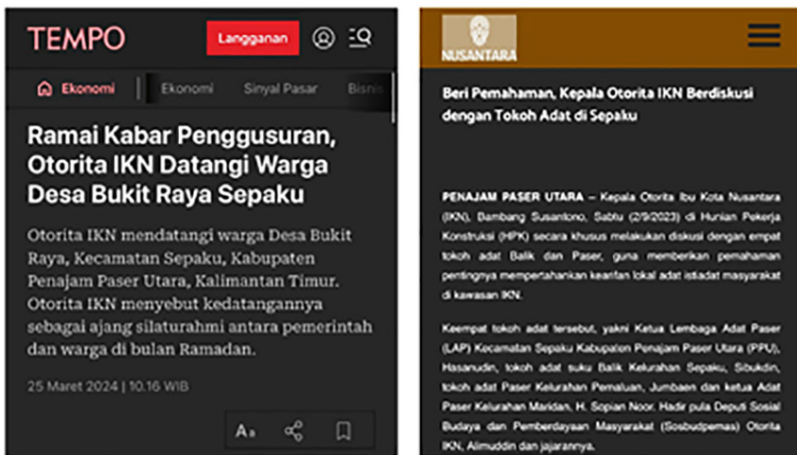 TEMPO
Langganan
Ekonomi
Ekonomi
Sinyal Pasar
Bisnis
Ramai Kabar Penggusuran,
Otorita IKN Datangi Warga
Desa Bukit Raya Sepaku
Otorita IKN mendatangi warga Desa Bukit
Raya, Kecamatan Sepaku, Kabupaten
Penajam Paser Utara, Kalimantan Timur.
Otorita IKN menyebut kedatangannya
sebagai ajang silaturahmi antara pemerintah
dan warga di bulan Ramadan.
25 Maret 2024 | 10.16 WIB
AA
NUSANTARA
Beri Pemahaman, Kepala Otorita IKN Berdiskusi
dengan Tokoh Adat di Sepaku
PENAJAM PASER UTARA – Kepala Otorita Ibu Kota Nusantara
(IKN), Bambang Susantono, Sabtu (2/9/2023) di Hunian Pekerja
Konstruksi (HPK) secara khusus melakukan diskusi dengan empat
tokoh adat Balik dan Paser, guna memberikan pemahaman
pentingnya mempertahankan kearifan lokal adat istiadat masyarakat
di kawasan IKN.
Keempat tokoh adat tersebut, yakni Ketua Lembaga Adat Paser
(LAP) Kecamatan Sepaku Kabupaten Penajam Paser Utara (PPU),
Hasanudin, tokoh adat suku Balik Kelurahan Sepaku, Sibukdin,
tokoh adat Paser Kelurahan Pemaluan, Jumbaen dan ketua Adat
Paser Kelurahan Maridan, H. Sopian Noor. Hadir pula Deputi Sosial
Budaya dan Pemberdayaan Masyarakat (Sosbudpemas) Otorita
IKN, Alimuddin dan jajarannya.